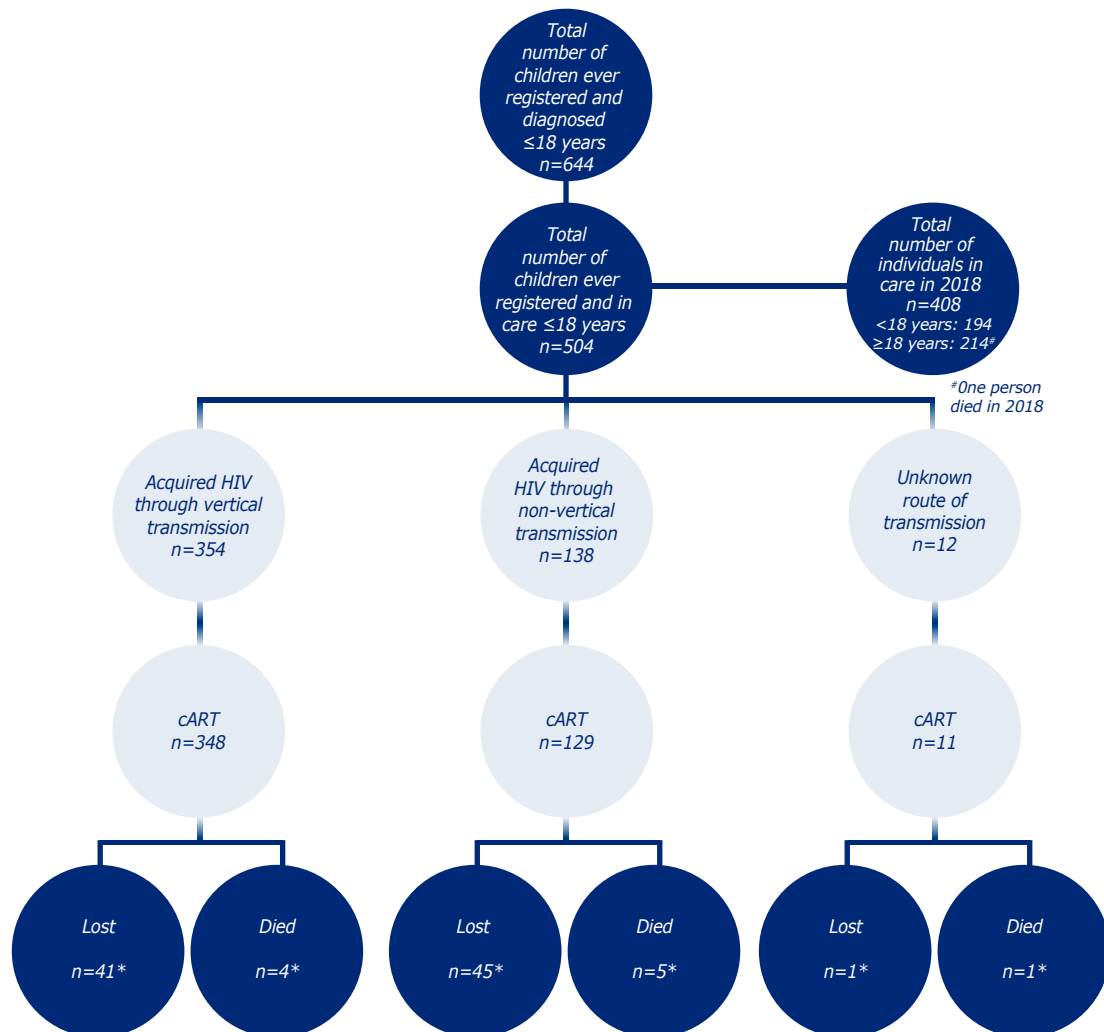 Total
number of
children ever
registered and
diagnosed
≤18 years
n=644
Total
number of
children ever
registered and in
care ≤18 years
n=504
Total
number of
individuals in
care in 2018
n=408
<18 years: 194
≥18 years: 214#
#One person
died in 2018
Acquired HIV
through vertical
transmission
n=354
Acquired
HIV through
non-vertical
transmission
n=138
Unknown
route of
transmission
n=12
cART
n=348
cART
n=129
cART
n=11
Lost
n=41*
Died
n=4*
Lost
n=45*
Died
n=5*
Lost
n=1*
Died
n=1*